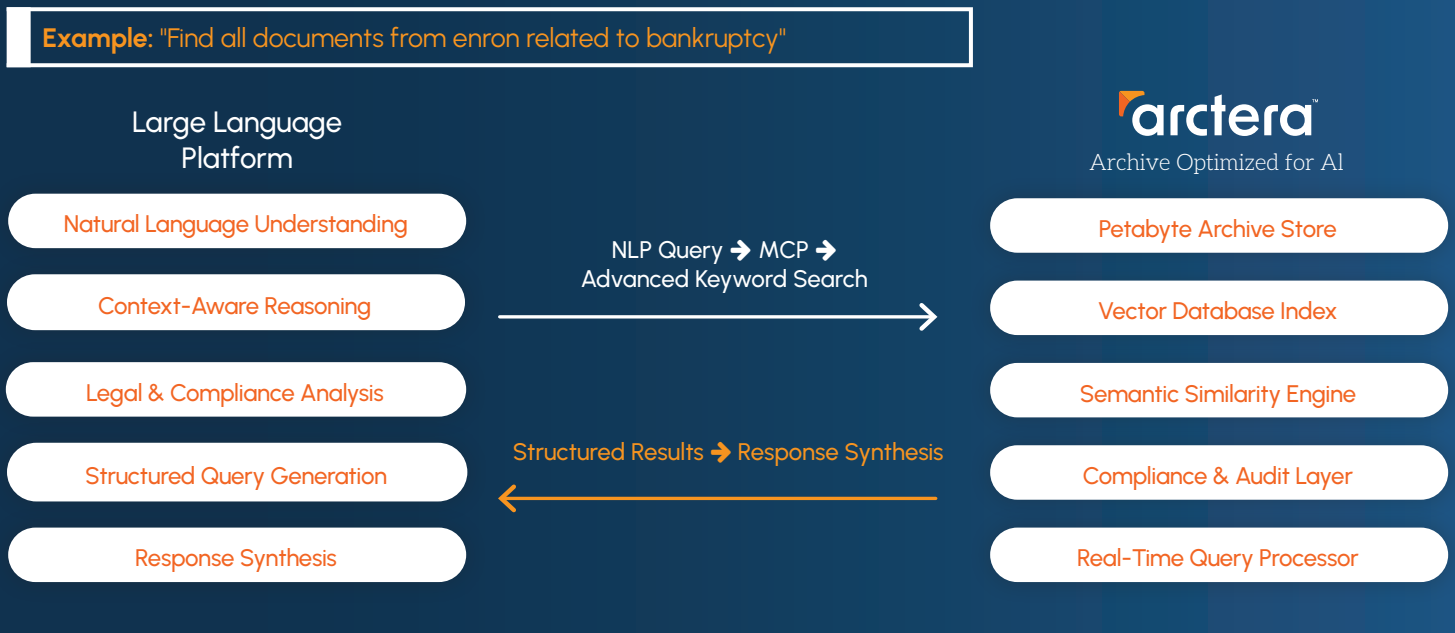 Example: "Find all documents from enron related to bankruptcy"
Large Language
Platform
Natural Language Understanding
Context-Aware Reasoning
Legal & Compliance Analysis
Structured Query Generation
Response Synthesis
NLP Query ➔ MCP ➔
Advanced Keyword Search
Structured Results ➔ Response Synthesis
arctera™
Archive Optimized for AI
Petabyte Archive Store
Vector Database Index
Semantic Similarity Engine
Compliance & Audit Layer
Real-Time Query Processor